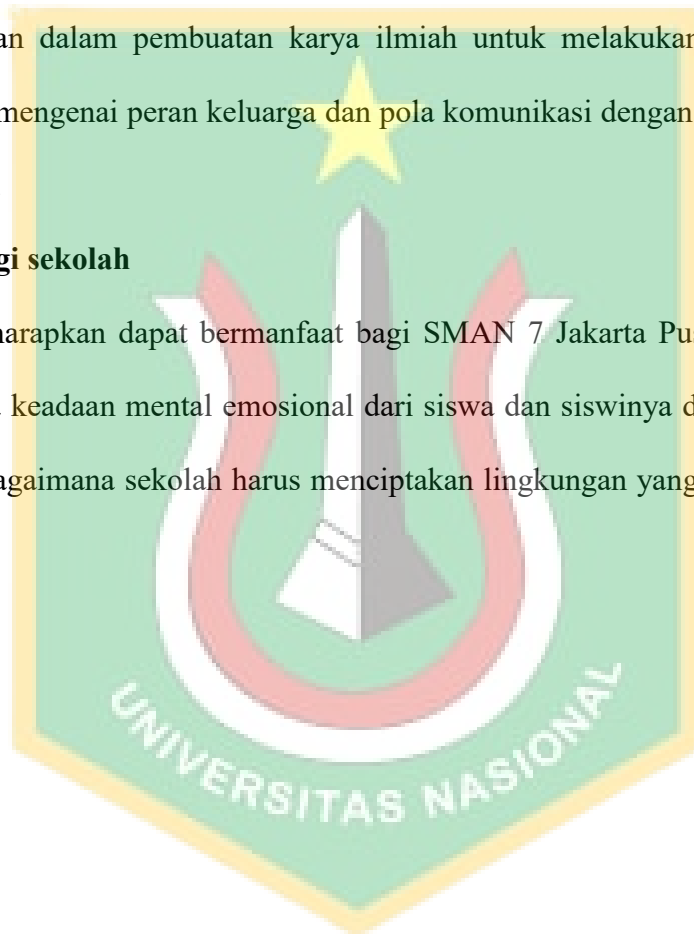 an dalam pembuatan karya ilmiah untuk melakukan
mengenai peran keluarga dan pola komunikasi dengan
gi sekolah
harapkan dapat bermanfaat bagi SMAN 7 Jakarta Pus
keadaan mental emosional dari siswa dan siswinya d
agaimana sekolah harus menciptakan lingkungan yang
UNIVERSITAS NASIONAL